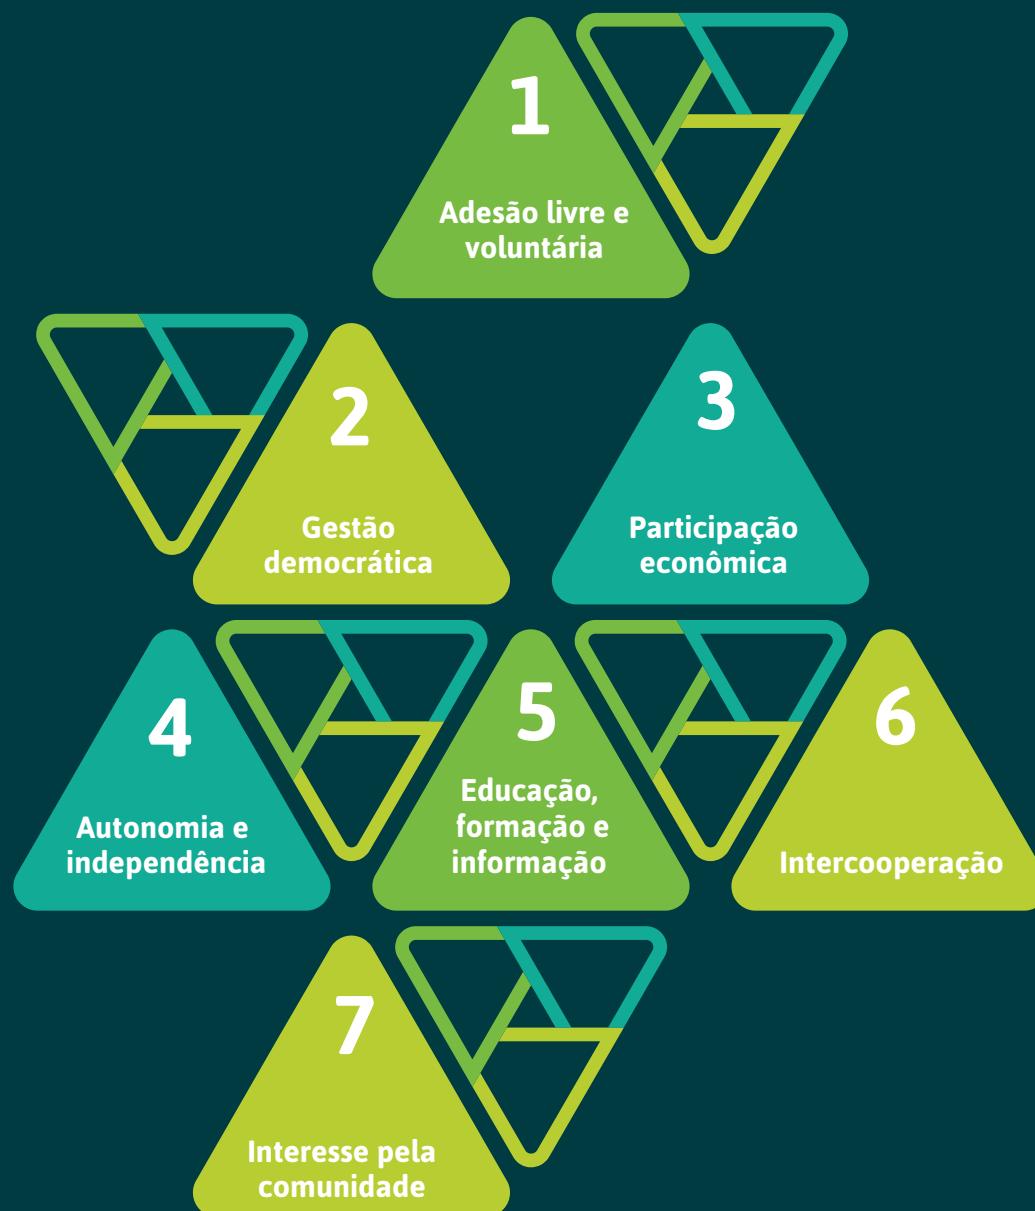 1
Adesão livre e
voluntária
2
Gestão
democrática
3
Participação
econômica
4
Autonomia e
independência
5
Educação,
formação e
informação
6
Intercooperação
7
Interesse pela
comunidade